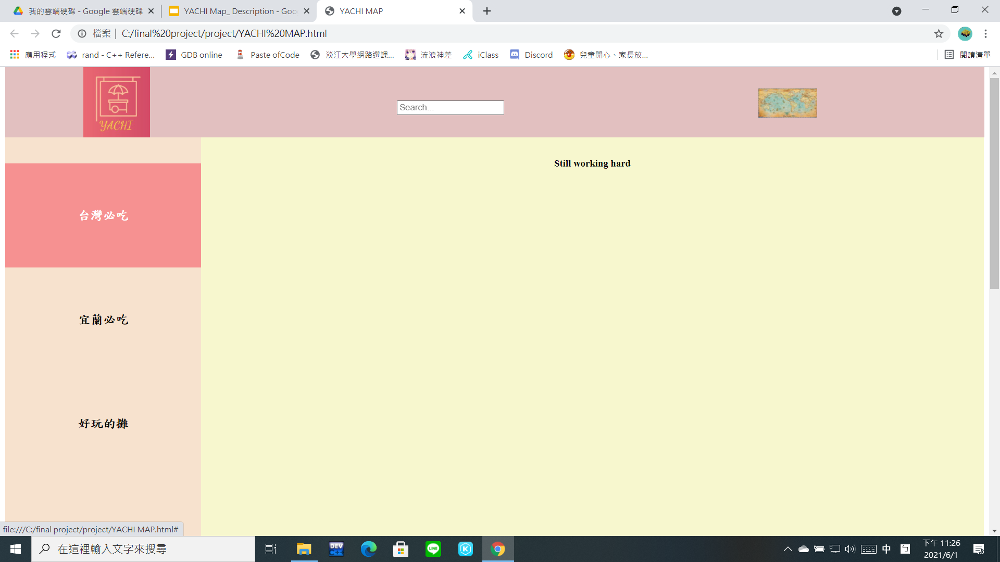 我的雲端硬碟 - Google 雲端硬碟
YACHI Map_ Description - Goo
YACHI MAP
檔案 | C:/final%20project/project/YACHI%20MAP.html
應用程式
rand - C++ Refere...
GDB online
Paste ofCode
淡江大學網路選課...
流浪神差
iClass
Discord
兒童開心、家長放...
閱讀清單
YACHI
Search...
Still working hard
台灣必吃
宜蘭必吃
好玩的攤
file:///C:/final project/project/YACHI MAP.html#
在這裡輸入文字來搜尋
DEV C++
LINE
K
中
ㄅ
下午 11:26
2021/6/1